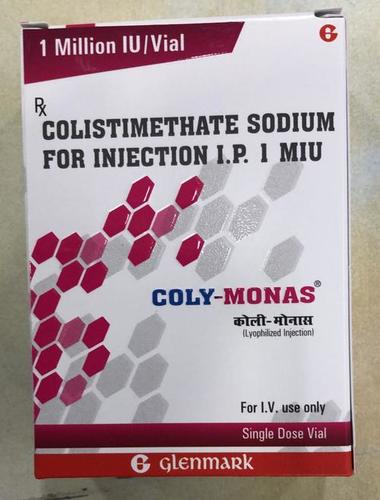 1 Million IU/Vial
G
Rx
COLISTIMETHATE SODIUM
FOR INJECTION I.P. 1 MIU
COLY-MONAS®
कोली-मोनास
(Lyophilized Injection)
For I.V. use only
Single Dose Vial
G glenmark